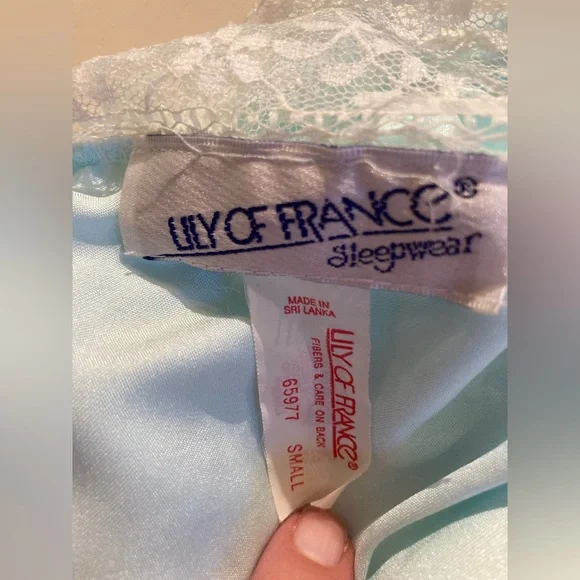 LILY OF FRANCE®
Sleepwear
MADE IN
SRI LANKA
LILY OF FRANCE®
FIBERS & CARE ON BACK
65977 SMALL